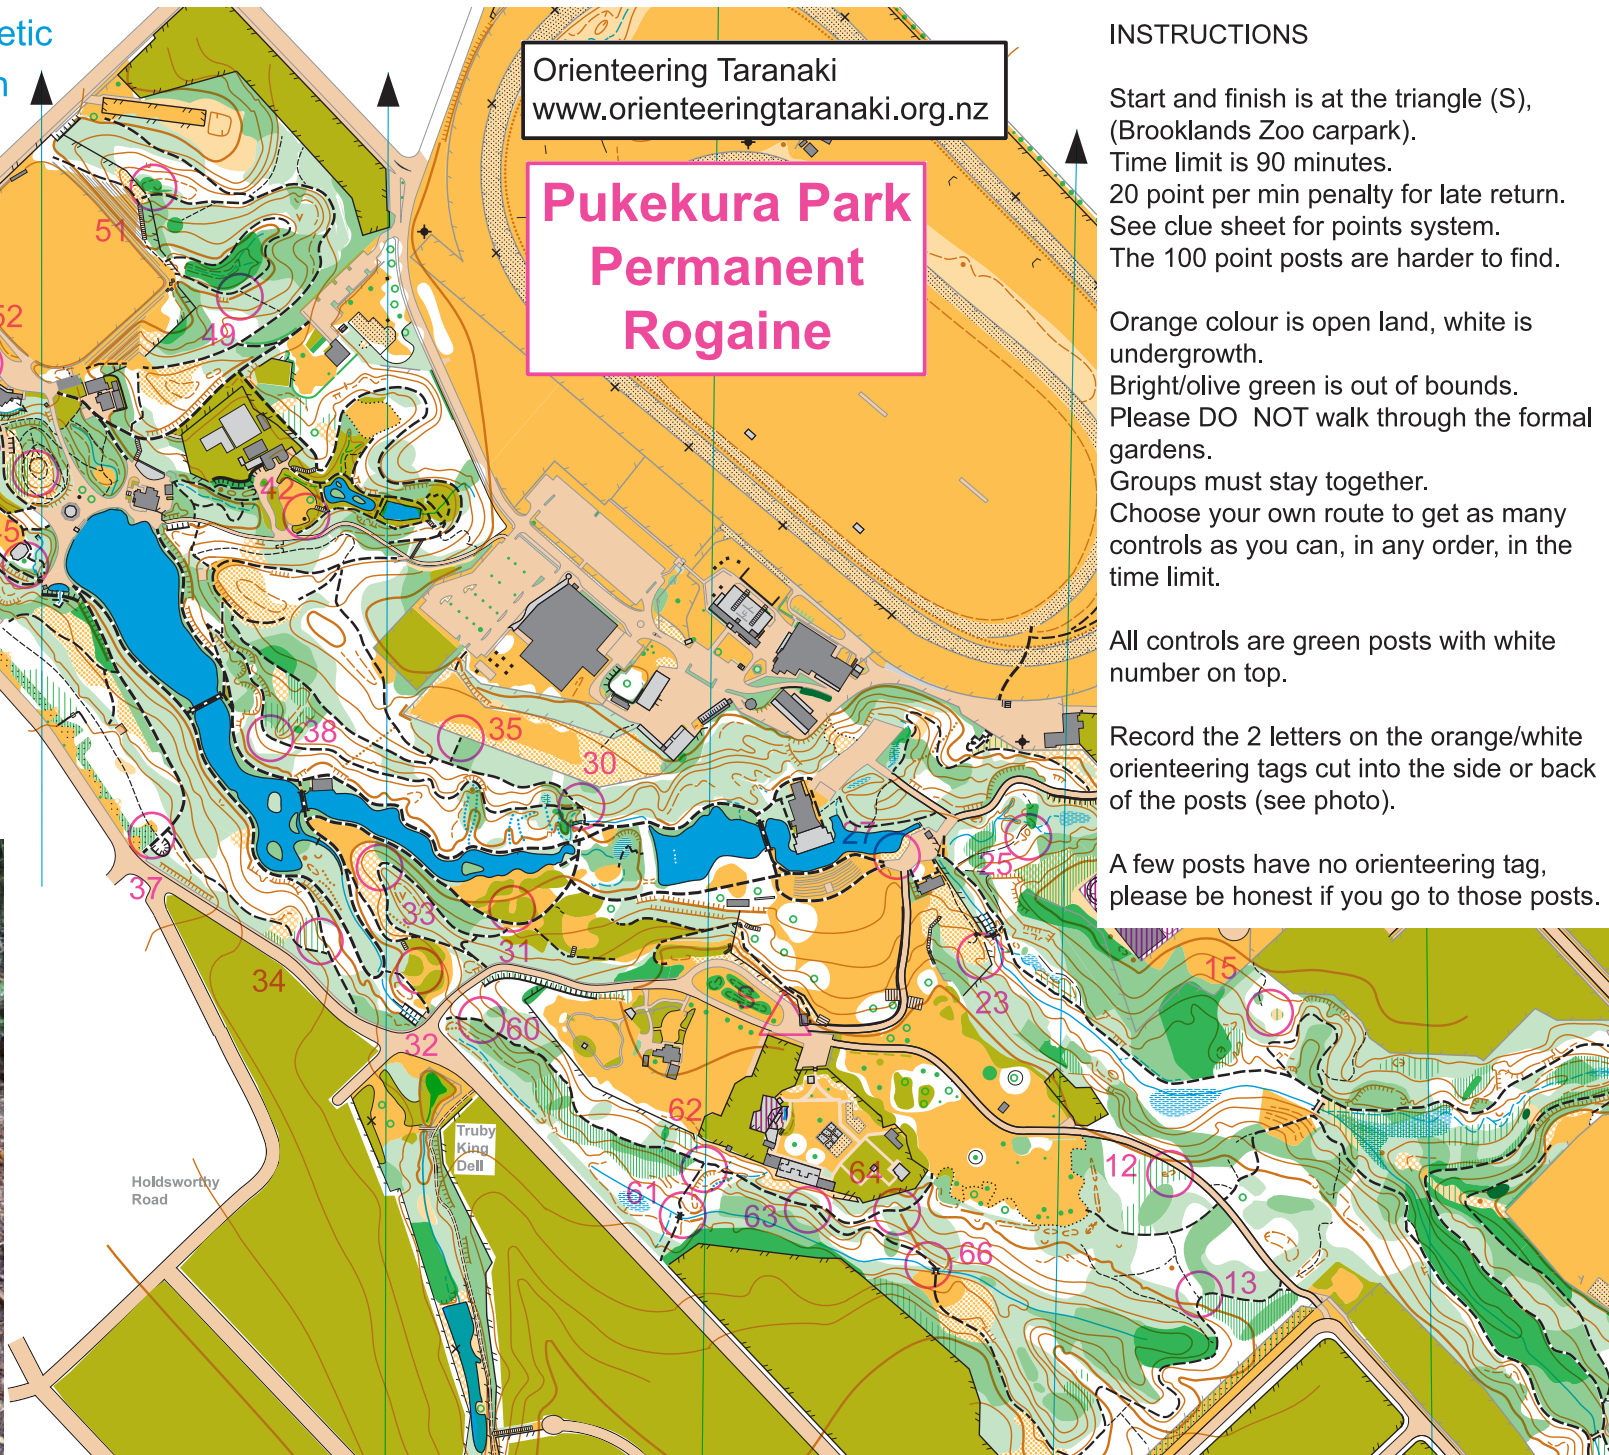 etic
Orienteering Taranaki
www.orienteeringtaranaki.org.nz
Pukekura Park
Permanent
Rogaine
INSTRUCTIONS
Start and finish is at the triangle (S),
(Brooklands Zoo carpark).
Time limit is 90 minutes.
20 point per min penalty for late return.
See clue sheet for points system.
The 100 point posts are harder to find.
Orange colour is open land, white is
undergrowth.
Bright/olive green is out of bounds.
Please DO NOT walk through the formal
gardens.
Groups must stay together.
Choose your own route to get as many
controls as you can, in any order, in the
time limit.
All controls are green posts with white
number on top.
Record the 2 letters on the orange/white
orienteering tags cut into the side or back
of the posts (see photo).
A few posts have no orienteering tag,
please be honest if you go to those posts.
51
49
52
42
45
38
35
30
27
25
37
33
31
34
32
60
S
23
15
62
61
63
64
66
12
13
Truby
King
Dell
Holdsworthy
Road